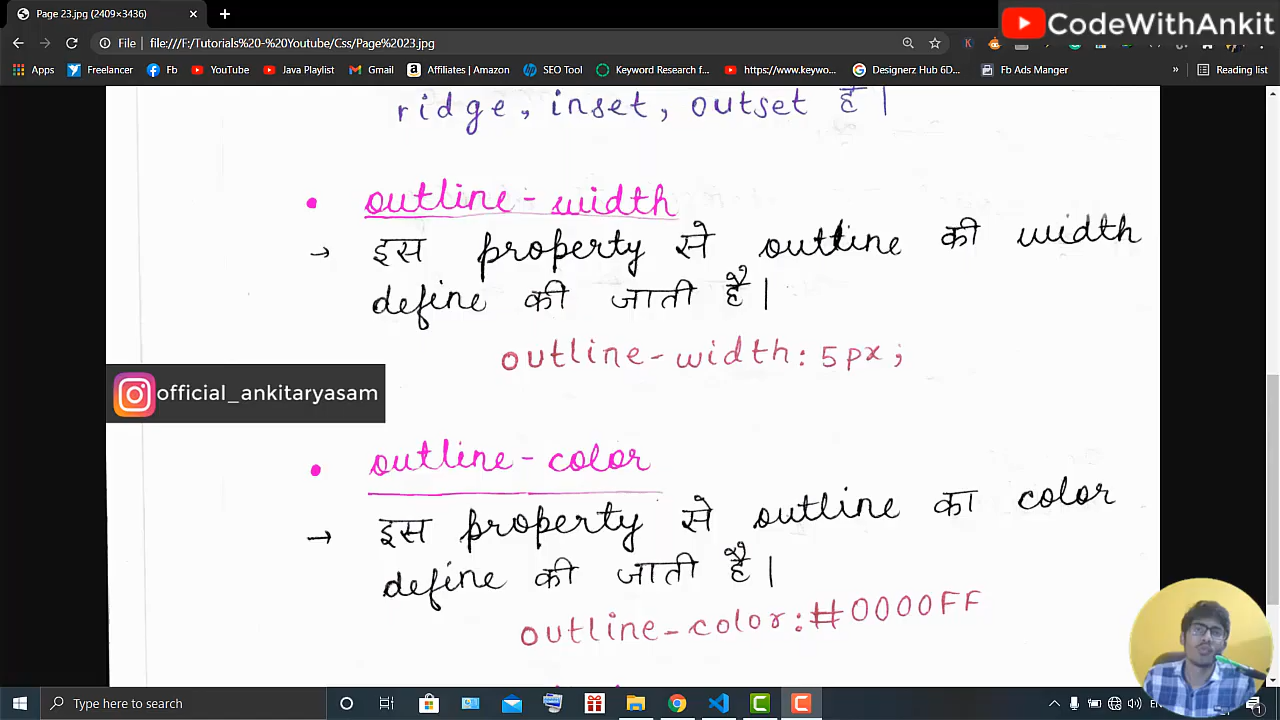 Page 23.jpg (2409×3436)
CodeWithAnkit
File file:///F:/Tutorials%20-%20Youtube/Css/Page%2023.jpg
Apps Freelancer Fb YouTube Java Playlist Gmail Affiliates | Amazon SEO Tool Keyword Research f... https://www.keywo... Designerz Hub 6D... Fb Ads Manger » Reading list
ridge, inset, outset है।
• outline-width
→ इस property से outline की width
define की जाती है।
outline-width: 5px;
official_ankitaryasam
• outline-color
→ इस property से outline का color
define की जाती है।
outline-color:#0000FF
Type here to search